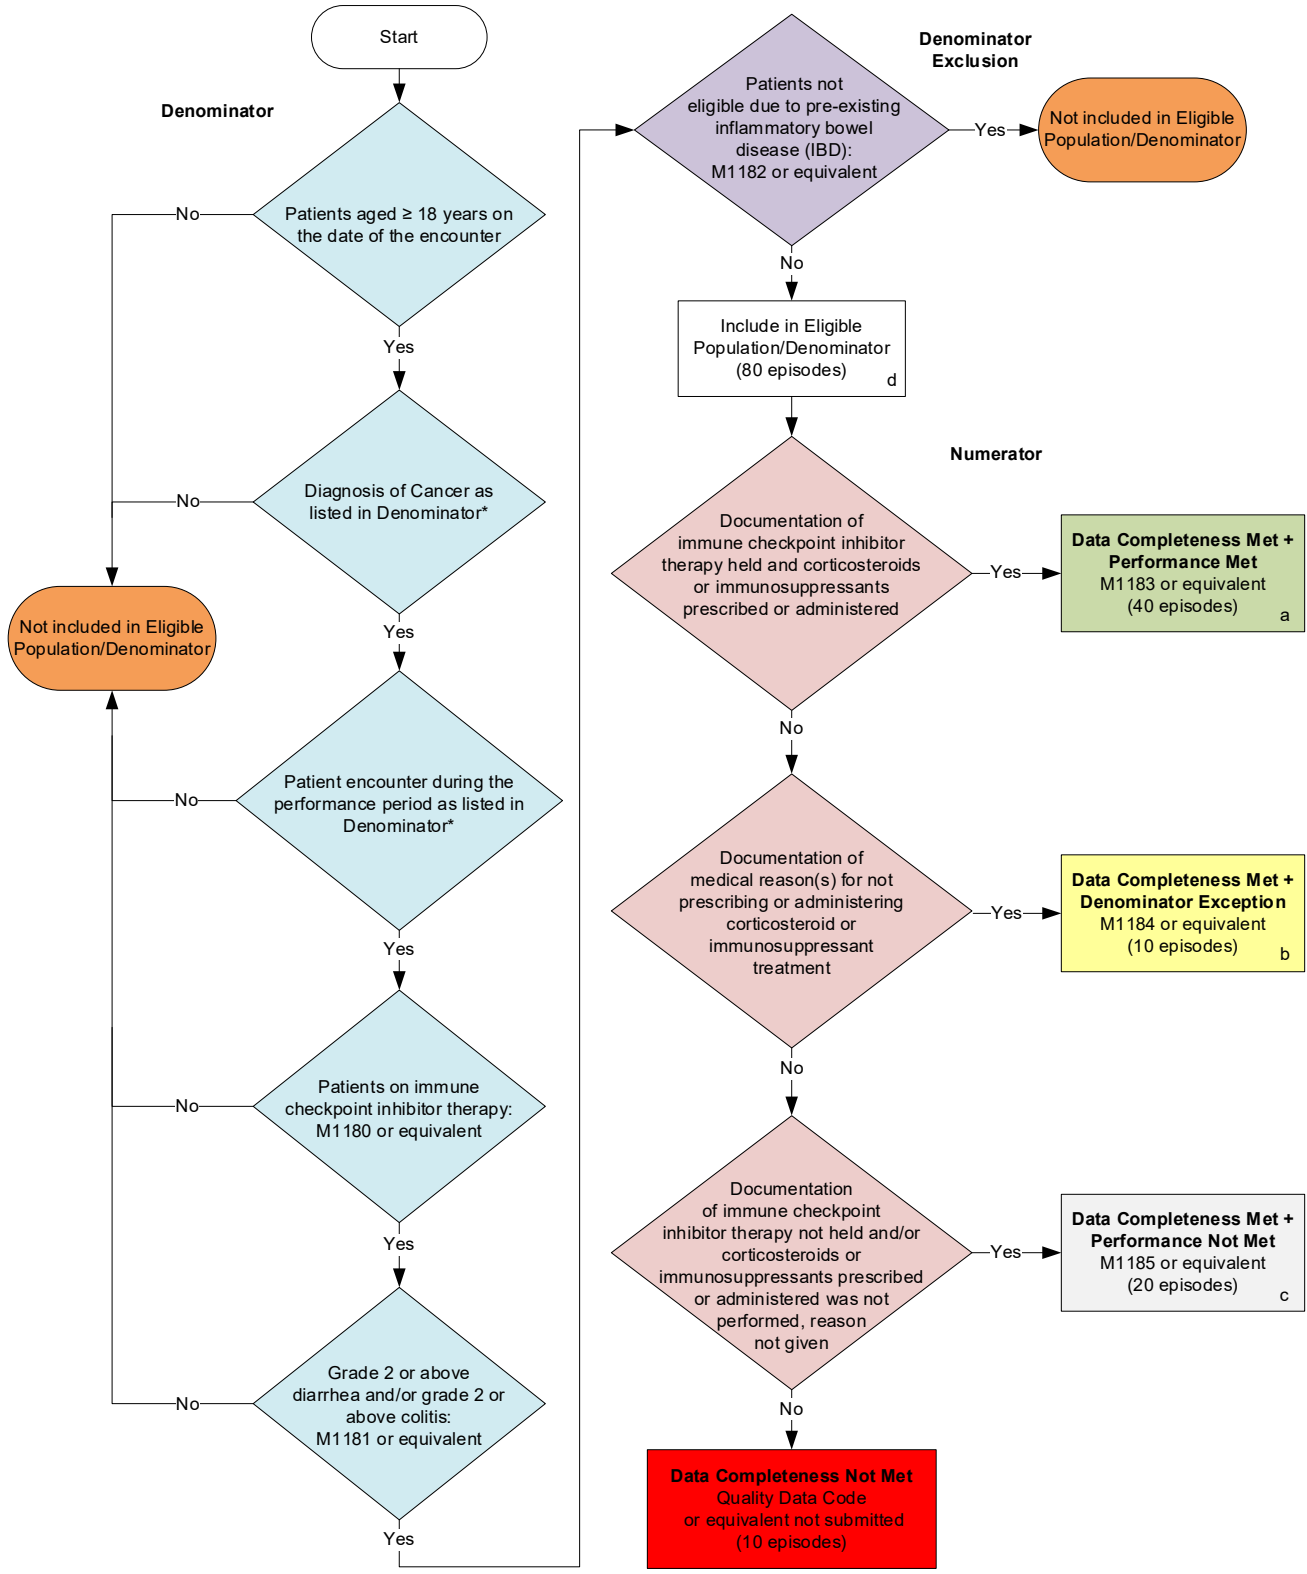 Start
Denominator
Patients aged ≥ 18 years on
the date of the encounter
No
Yes
Diagnosis of Cancer as
listed in Denominator*
No
Yes
Not included in Eligible
Population/Denominator
Patient encounter during the
performance period as listed in
Denominator*
No
Yes
Patients on immune
checkpoint inhibitor therapy:
M1180 or equivalent
No
Yes
Grade 2 or above
diarrhea and/or grade 2 or
above colitis:
M1181 or equivalent
No
Yes
Denominator
Exclusion
Patients not
eligible due to pre-existing
inflammatory bowel
disease (IBD):
M1182 or equivalent
Yes
Not included in Eligible
Population/Denominator
No
Include in Eligible
Population/Denominator
(80 episodes)
d
Numerator
Documentation of
immune checkpoint inhibitor
therapy held and corticosteroids
or immunosuppressants
prescribed or administered
Yes
Data Completeness Met +
Performance Met
M1183 or equivalent
(40 episodes)
a
No
Documentation of
medical reason(s) for not
prescribing or administering
corticosteroid or
immunosuppressant
treatment
Yes
Data Completeness Met +
Denominator Exception
M1184 or equivalent
(10 episodes)
b
No
Documentation
of immune checkpoint
inhibitor therapy not held and/or
corticosteroids or
immunosuppressants prescribed
or administered was not
performed, reason
not given
Yes
Data Completeness Met +
Performance Not Met
M1185 or equivalent
(20 episodes)
c
No
Data Completeness Not Met
Quality Data Code
or equivalent not submitted
(10 episodes)